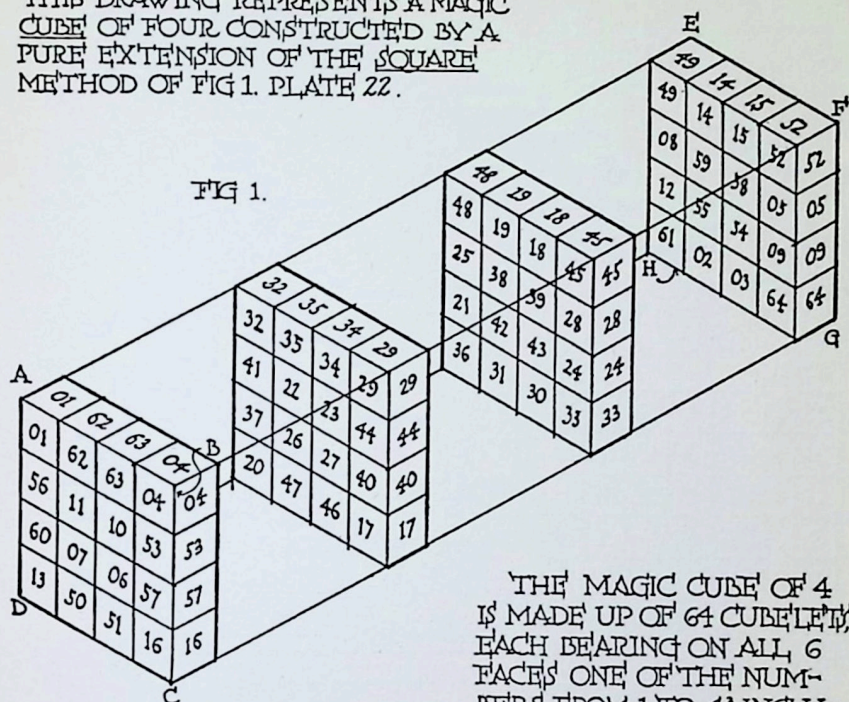 THIS DRAWING REPRESENTS A MAGIC
CUBE OF FOUR CONSTRUCTED BY A
PURE EXTENSION OF THE SQUARE
METHOD OF FIG 1. PLATE 22.
FIG 1.
E
49 14 15 52
F
49 14 15 52 52
08 59 58 05 05
12 55 54 09 09
61 02 03 64 64
H
G
48 19 18 45
48 19 18 45 45
25 38 39 28 28
21 42 43 24 24
36 31 30 33 33
32 35 34 29
32 35 34 29 29
41 22 23 44 44
37 26 27 40 40
20 47 46 17 17
A
01 62 63 04
B
01 62 63 04 04
56 11 10 53 53
60 07 06 57 57
13 50 51 16 16
D
C
THE MAGIC CUBE OF 4
IS MADE UP OF 64 CUBELETS,
EACH BEARING ON ALL 6
FACES ONE OF THE NUM-